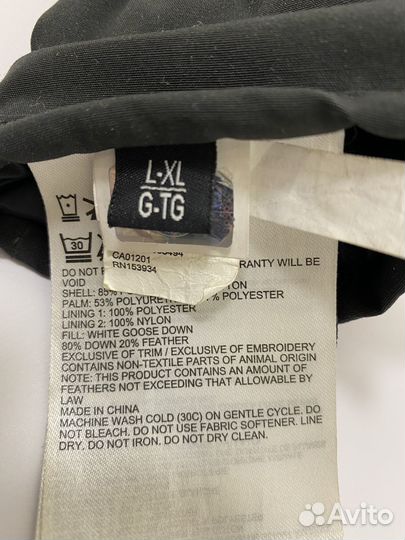 L·XL
G·TG
30
CA01201
RN153934
DO NOT RANTY WILL BE
VOID
SHELL: 85% TON
PALM: 53% POLYURE % POLYESTER
LINING 1: 100% POLYESTER
LINING 2: 100% NYLON
FILL: WHITE GOOSE DOWN
80% DOWN 20% FEATHER
EXCLUSIVE OF TRIM / EXCLUSIVE OF EMBROIDERY
CONTAINS NON-TEXTILE PARTS OF ANIMAL ORIGIN
NOTE: THIS PRODUCT CONTAINS AN AMOUNT OF
FEATHERS NOT EXCEEDING THAT ALLOWABLE BY
LAW
MADE IN CHINA
MACHINE WASH COLD (30C) ON GENTLE CYCLE. DO
NOT BLEACH. DO NOT USE FABRIC SOFTENER. LINE
DRY. DO NOT IRON. DO NOT DRY CLEAN.
Avito